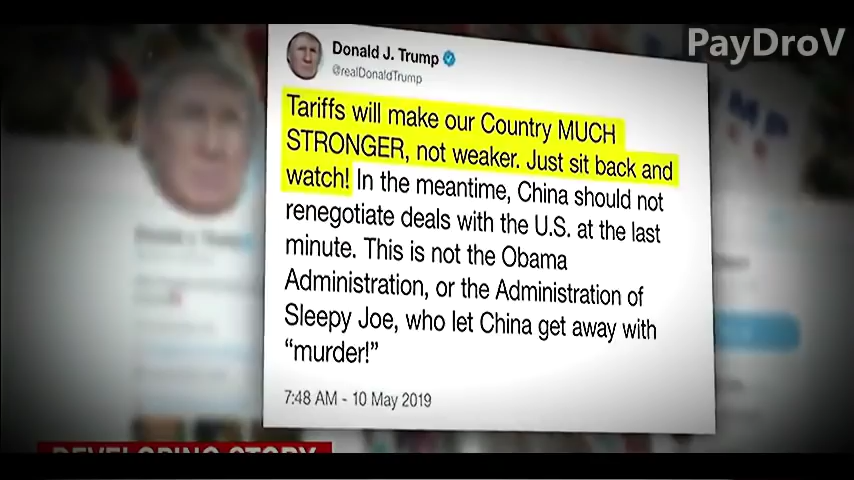 PayDroV
Donald J. Trump
@realDonaldTrump
Tariffs will make our Country MUCH
STRONGER, not weaker. Just sit back and
watch! In the meantime, China should not
renegotiate deals with the U.S. at the last
minute. This is not the Obama
Administration, or the Administration of
Sleepy Joe, who let China get away with
“murder!”
7:48 AM - 10 May 2019
DEVELOPING STORY